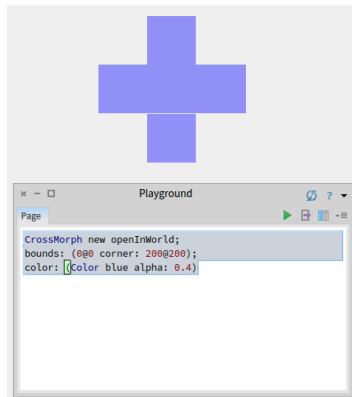 Playground
Page
CrossMorph new openInWorld;
bounds: (0@0 corner: 200@200);
color: (Color blue alpha: 0.4)